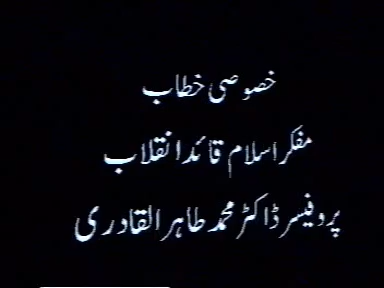 خصوصی خطاب
مفکر اسلام قائد انقلاب
پروفیسر ڈاکٹر محمد طاہر القادری